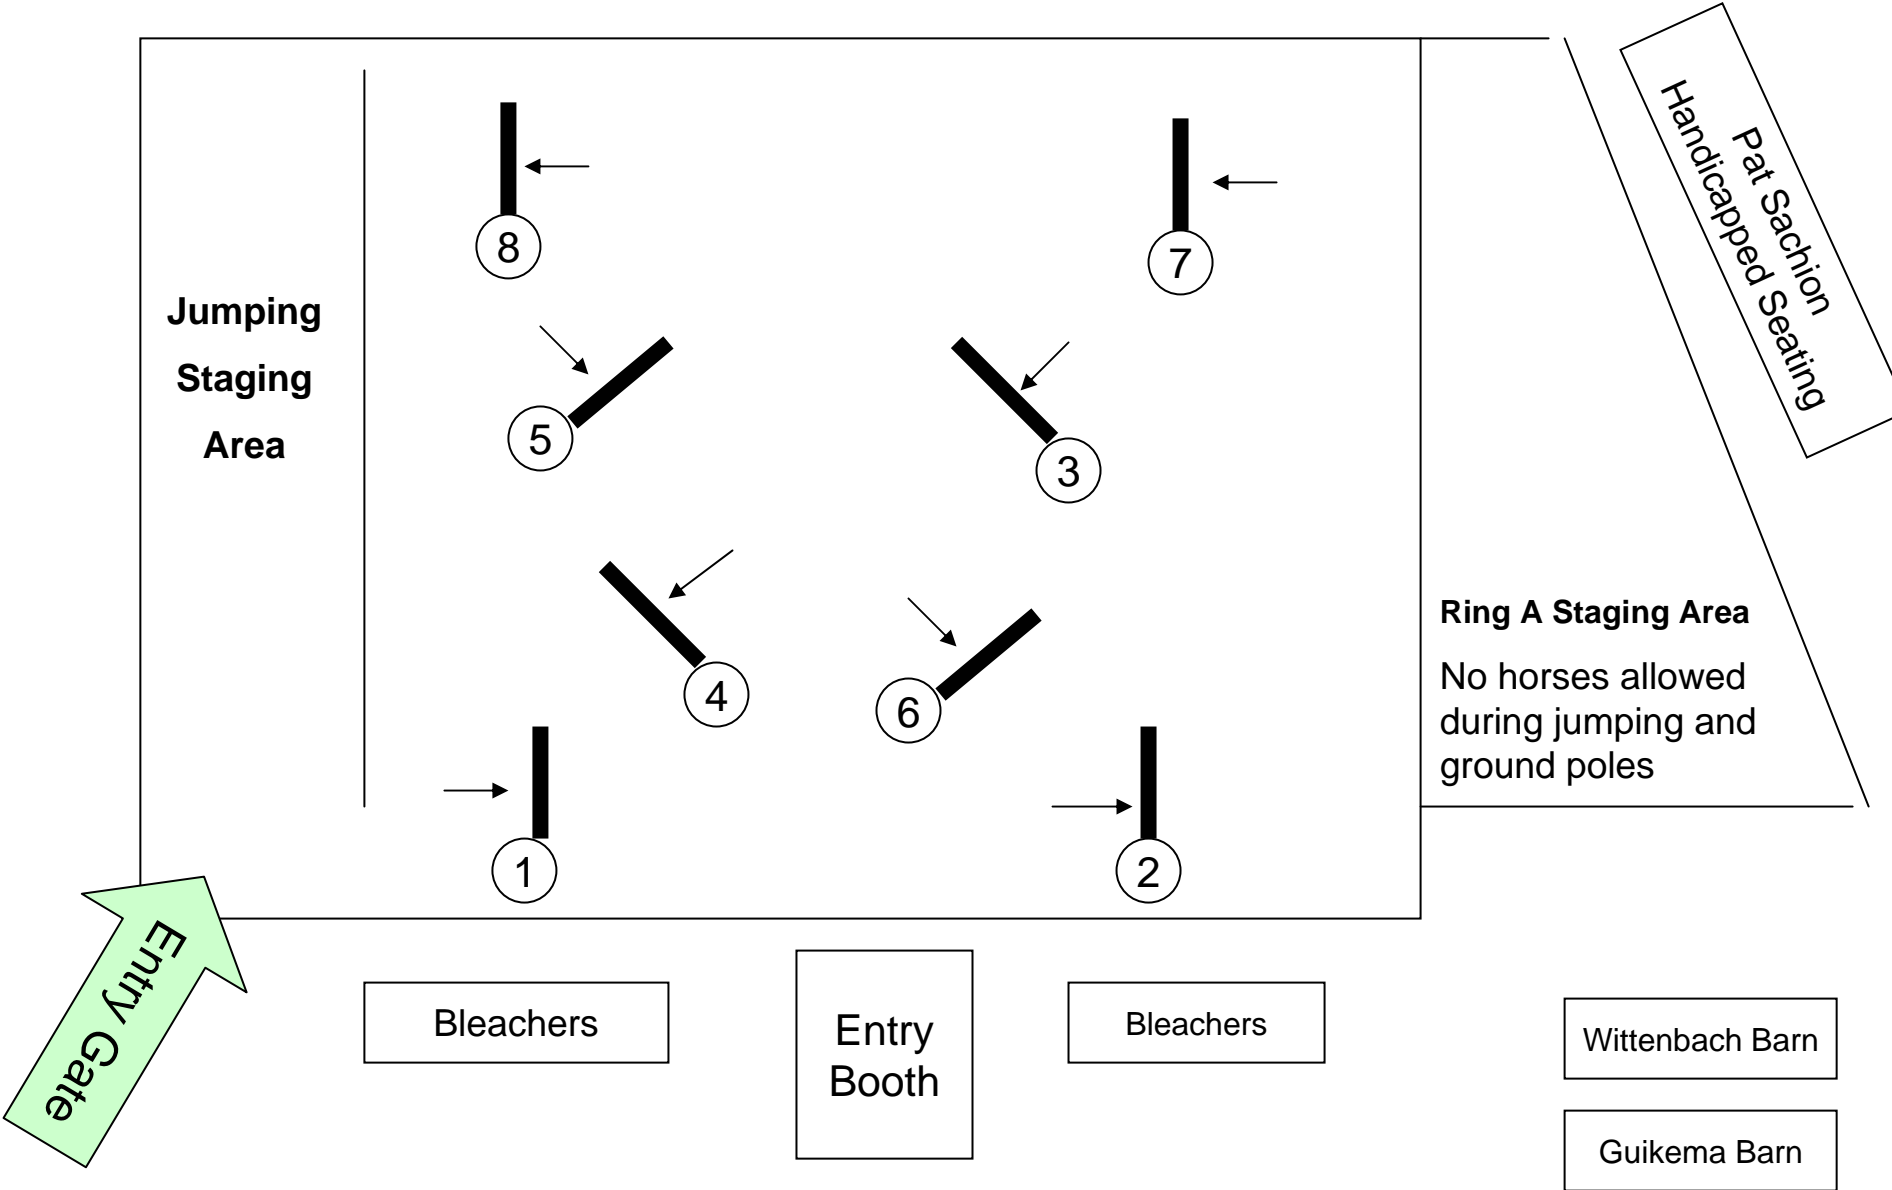 8
7
Pat Sachion
Handicapped Seating
Jumping
Staging
Area
5
3
4
6
Ring A Staging Area
No horses allowed
during jumping and
ground poles
1
2
Entry Gate
Bleachers
Entry
Booth
Bleachers
Wittenbach Barn
Guikema Barn